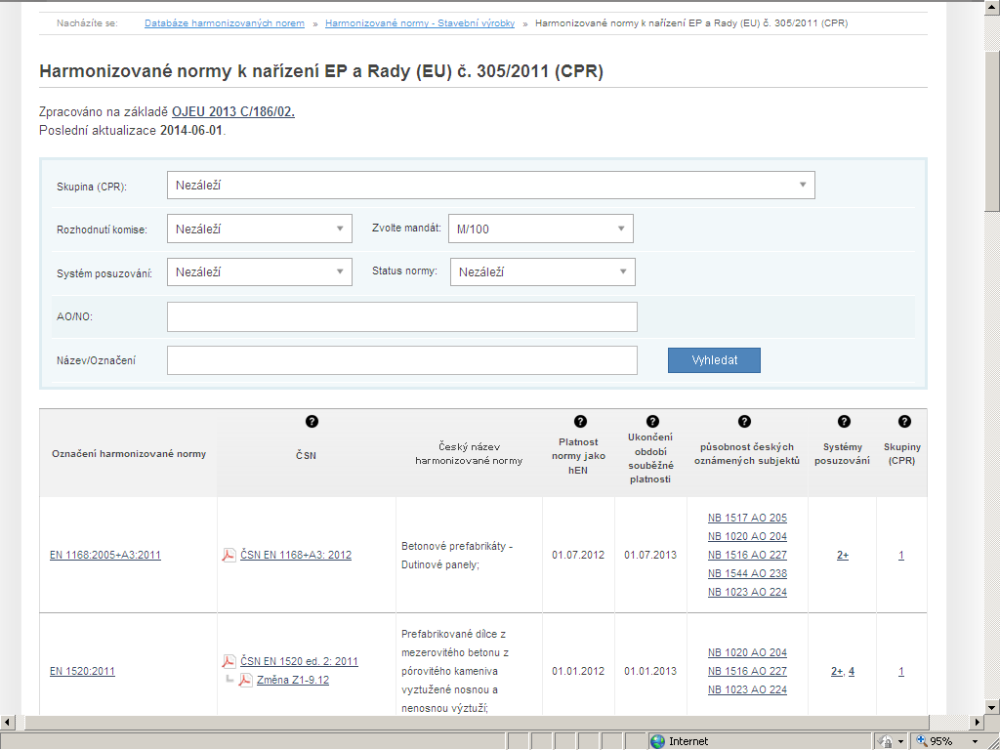 Nacházíte se: Databáze harmonizovaných norem » Harmonizované normy - Stavební výrobky » Harmonizované normy k nařízení EP a Rady (EU) č. 305/2011 (CPR)
Harmonizované normy k nařízení EP a Rady (EU) č. 305/2011 (CPR)
Zpracováno na základě OJEU 2013 C/186/02.
Poslední aktualizace 2014-06-01.
Skupina (CPR): Nezáleží
Rozhodnutí komise: Nezáleží Zvolte mandát: M/100
Systém posuzování: Nezáleží Status normy: Nezáleží
AO/NO:
Název/Označení Vyhledat
Označení harmonizované normy
ČSN
Český název
harmonizované normy
Platnost
normy jako
hEN
Ukončení
období
souběžné
platnosti
působnost českých
oznámených subjektů
Systémy
posuzování
Skupiny
(CPR)
EN 1168:2005+A3:2011
ČSN EN 1168+A3: 2012
Betonové prefabrikáty -
Dutinové panely;
01.07.2012
01.07.2013
NB 1517 AO 205
NB 1020 AO 204
NB 1516 AO 227
NB 1544 AO 238
NB 1023 AO 224
2+
1
EN 1520:2011
ČSN EN 1520 ed. 2: 2011
Změna Z1-9.12
Prefabrikované dílce z
mezerovitého betonu z
pórovitého kameniva
vyztužené nosnou a
nenosnou výztuží;
01.01.2012
01.01.2013
NB 1020 AO 204
NB 1516 AO 227
NB 1023 AO 224
2+, 4
1
Internet 95%